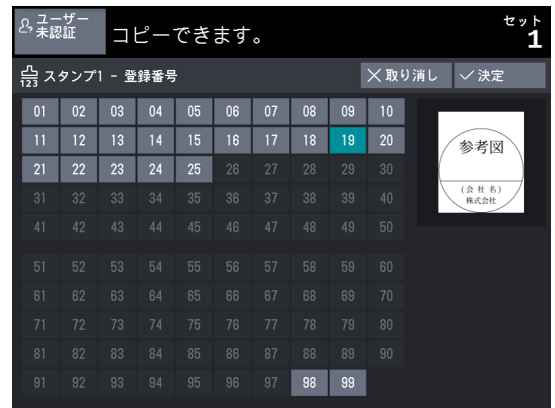 ユーザー
未認証
コピーできます。
セット
1
123 スタンプ1 - 登録番号
取り消し 決定
01 02 03 04 05 06 07 08 09 10
11 12 13 14 15 16 17 18 19 20
21 22 23 24 25 26 27 28 29 30
31 32 33 34 35 36 37 38 39 40
41 42 43 44 45 46 47 48 49 50
51 52 53 54 55 56 57 58 59 60
61 62 63 64 65 66 67 68 69 70
71 72 73 74 75 76 77 78 79 80
81 82 83 84 85 86 87 88 89 90
91 92 93 94 95 96 97 98 99
参考図
(会社名)
株式会社